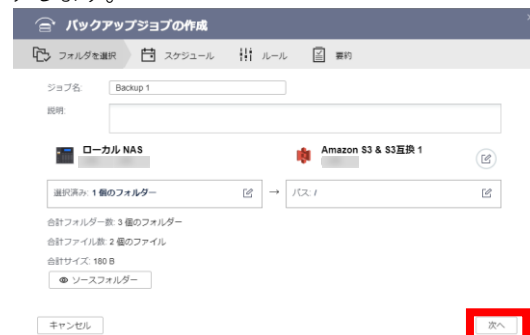 バックアップジョブの作成
フォルダを選択 スケジュール ルール 要約
ジョブ名: Backup 1
説明:
ローカル NAS Amazon S3 & S3互換 1
選択済み: 1 個のフォルダー → パス: /
合計フォルダー数: 3 個のフォルダー
合計ファイル数: 2 個のファイル
合計サイズ: 180 B
ソースフォルダー
キャンセル 次へ